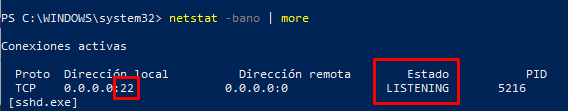 PS C:\WINDOWS\system32> netstat -bano | more
Conexiones activas
Proto Dirección local Dirección remota Estado PID
TCP 0.0.0.0:22 0.0.0.0:0 LISTENING 5216
[sshd.exe]